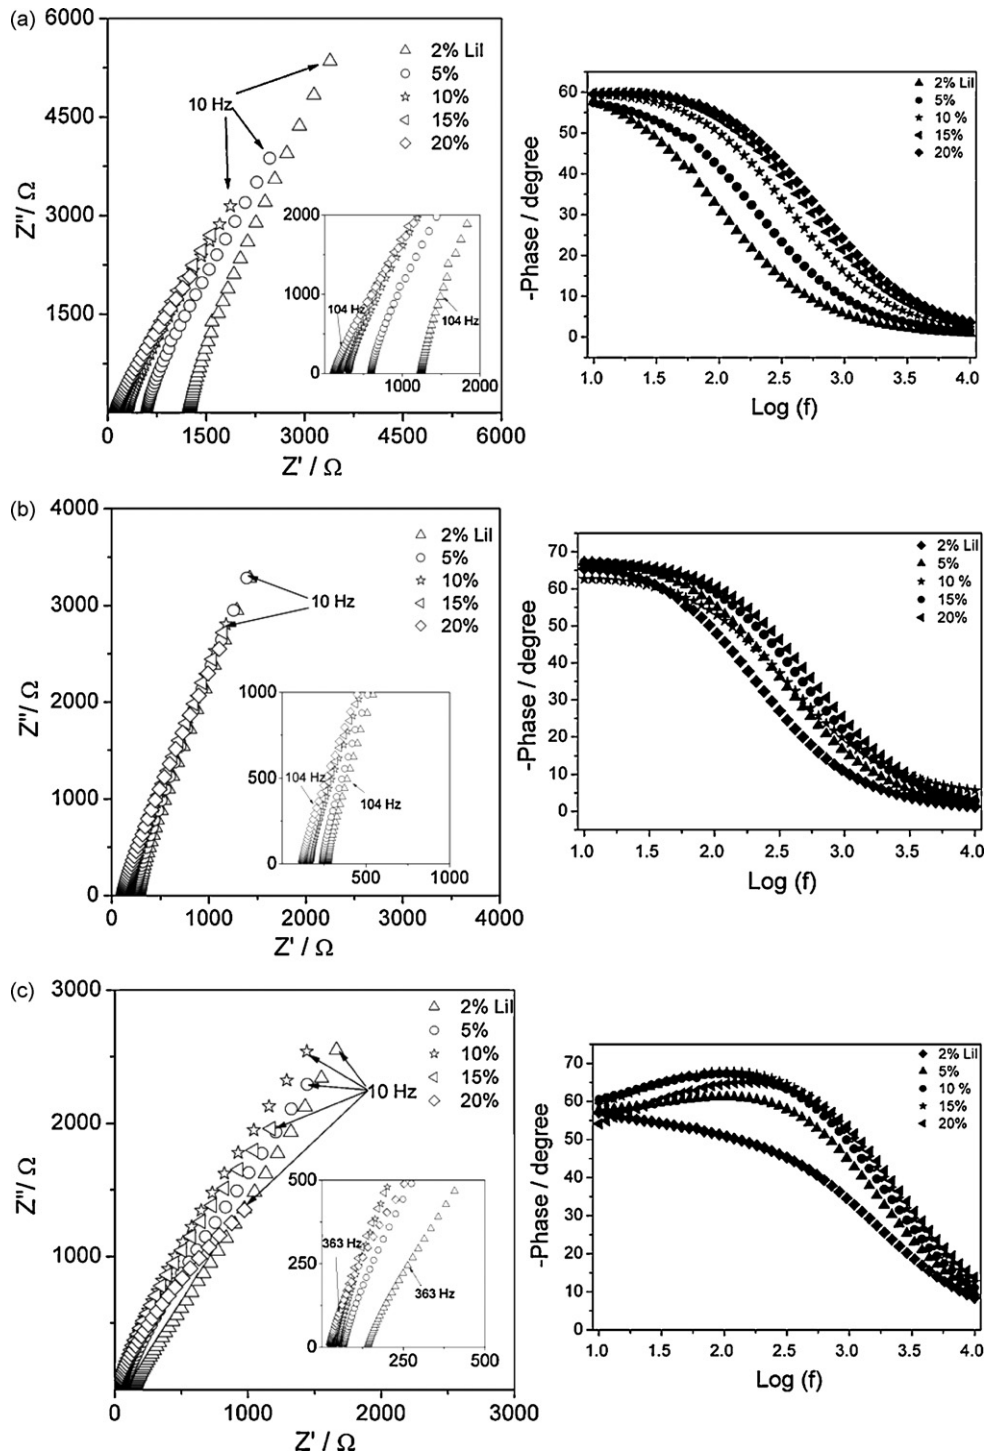 (a)
6000
4500
3000
1500
0
0 1500 3000 4500 6000
Z''/ Ω
Z' / Ω
10 Hz
2% LiI
5%
10%
15%
20%
2000
1000
0
1000 2000
104 Hz
104 Hz
60
50
40
30
20
10
0
-Phase / degree
1.0 1.5 2.0 2.5 3.0 3.5 4.0
Log (f)
2% LiI
5%
10 %
15%
20%
(b)
4000
3000
2000
1000
0
0 1000 2000 3000 4000
Z''/ Ω
Z' / Ω
10 Hz
2% LiI
5%
10%
15%
20%
1000
500
0
500 1000
104 Hz
104 Hz
70
60
50
40
30
20
10
0
-Phase / degree
1.0 1.5 2.0 2.5 3.0 3.5 4.0
Log (f)
2% LiI
5%
10 %
15%
20%
(c)
3000
2000
1000
0 1000 2000 3000
Z''/ Ω
Z' / Ω
10 Hz
2% LiI
5%
10%
15%
20%
500
250
0
250 500
363 Hz
363 Hz
70
60
50
40
30
20
10
0
-Phase / degree
1.0 1.5 2.0 2.5 3.0 3.5 4.0
Log (f)
2% LiI
5%
10 %
15%
20%